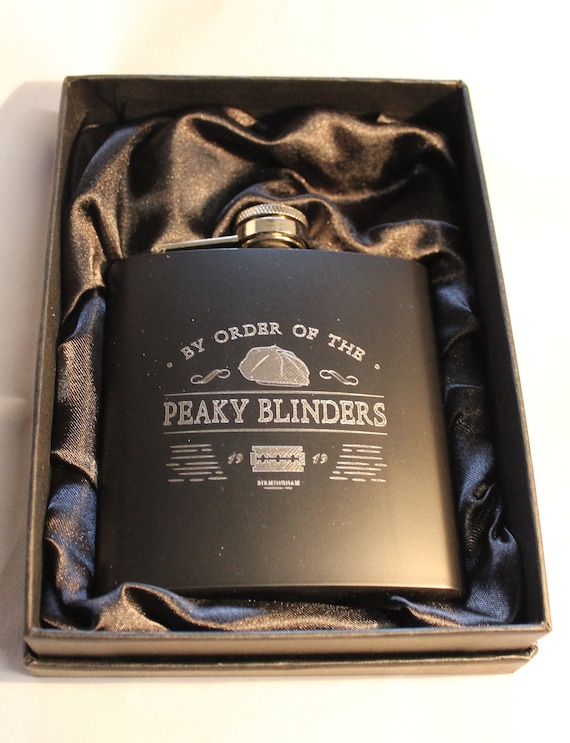 BY ORDER OF THE
PEAKY BLINDERS
19 19
BIRMINGHAM